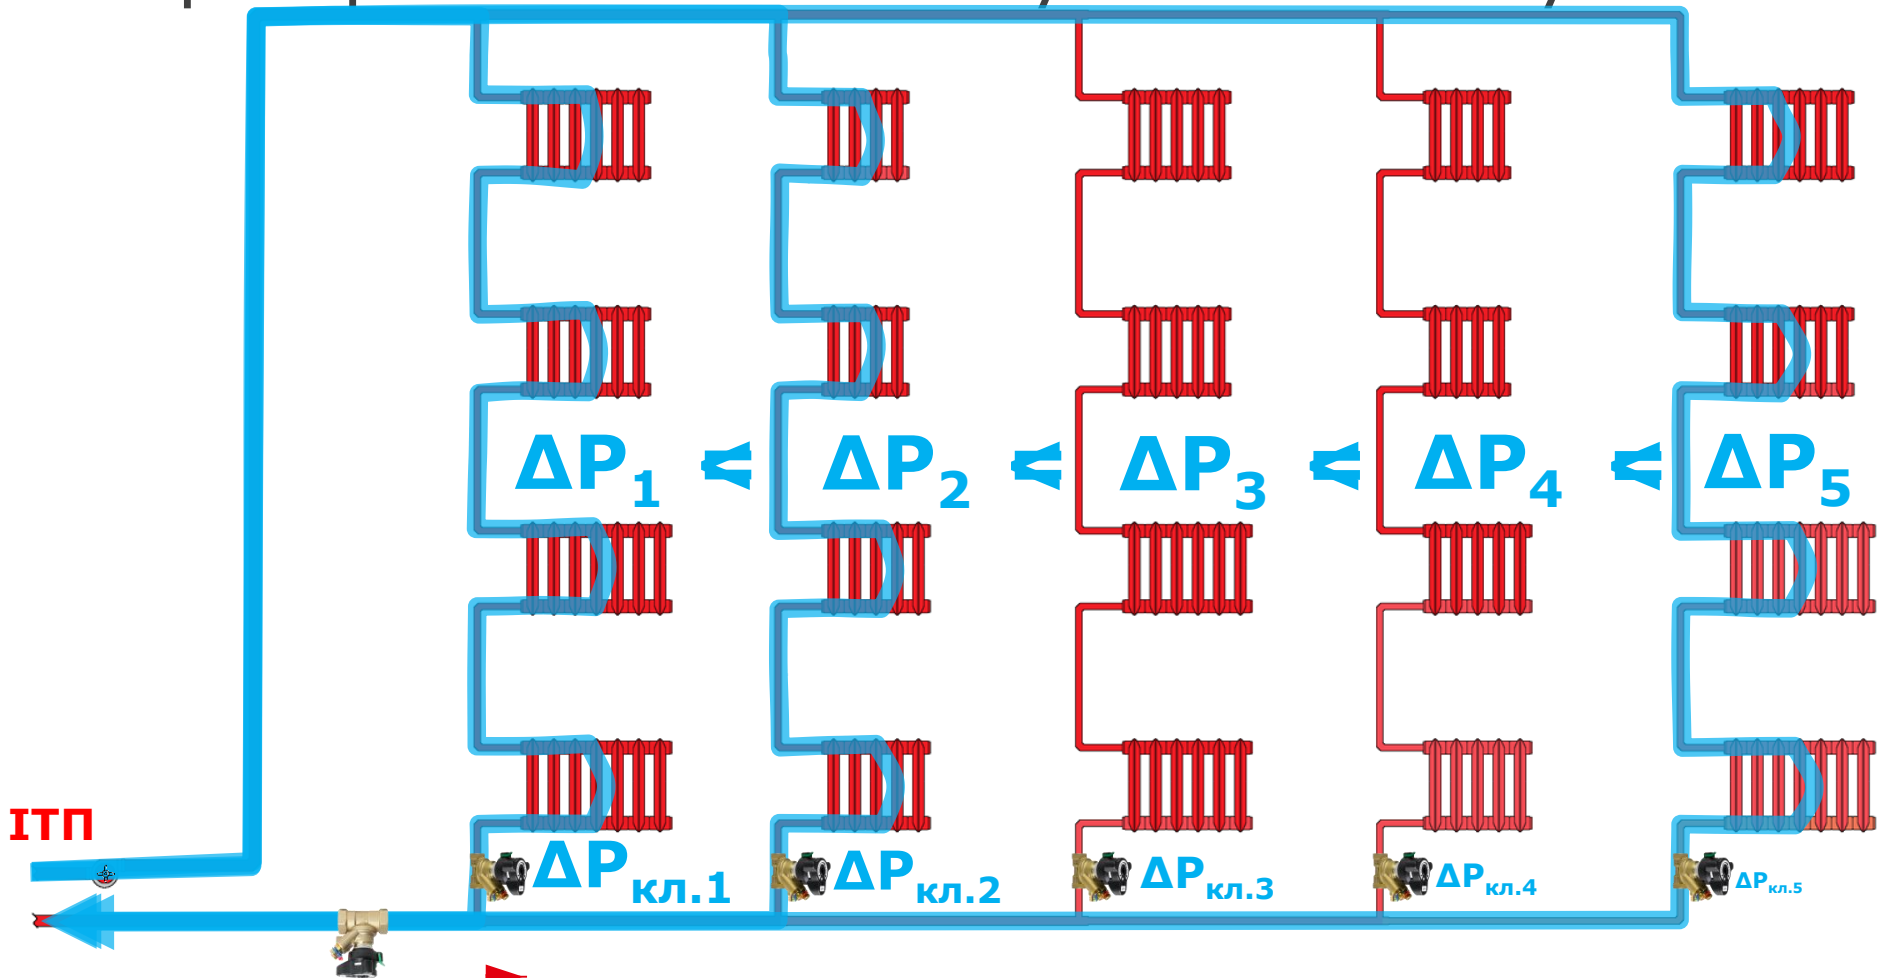 ΔP1 = ΔP2 = ΔP3 = ΔP4 = ΔP5
ІТП
ΔPкл.1 ΔPкл.2 ΔPкл.3 ΔPкл.4 ΔPкл.5